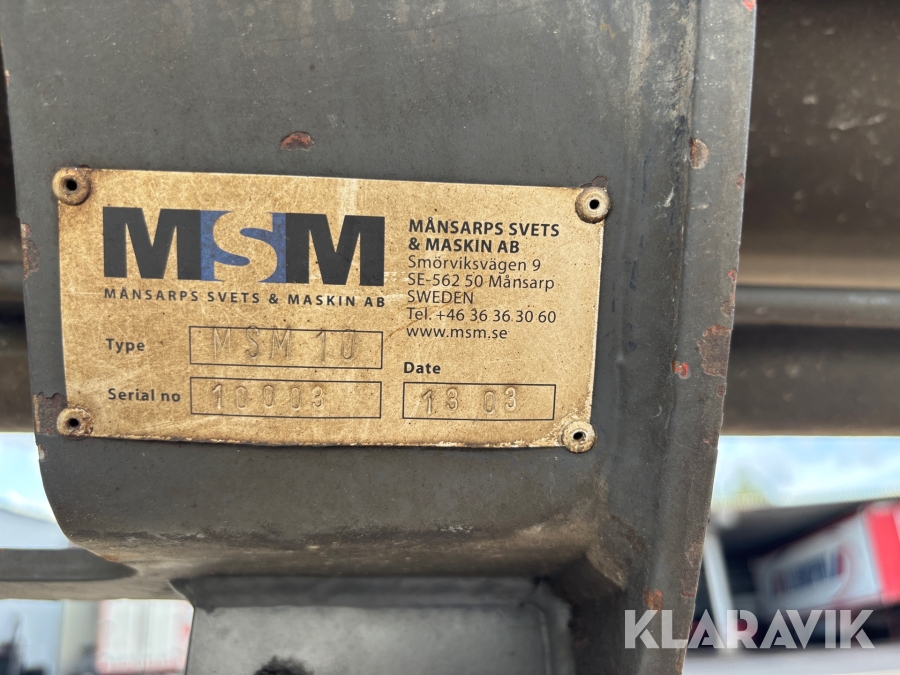 MSM
MÅNSARPS SVETS & MASKIN AB
MÅNSARPS SVETS
& MASKIN AB
Smörviksvägen 9
SE-562 50 Månsarp
SWEDEN
Tel. +46 36 36 30 60
www.msm.se
Type MSM 10
Serial no 10003
Date
13 03
KLARAVIK